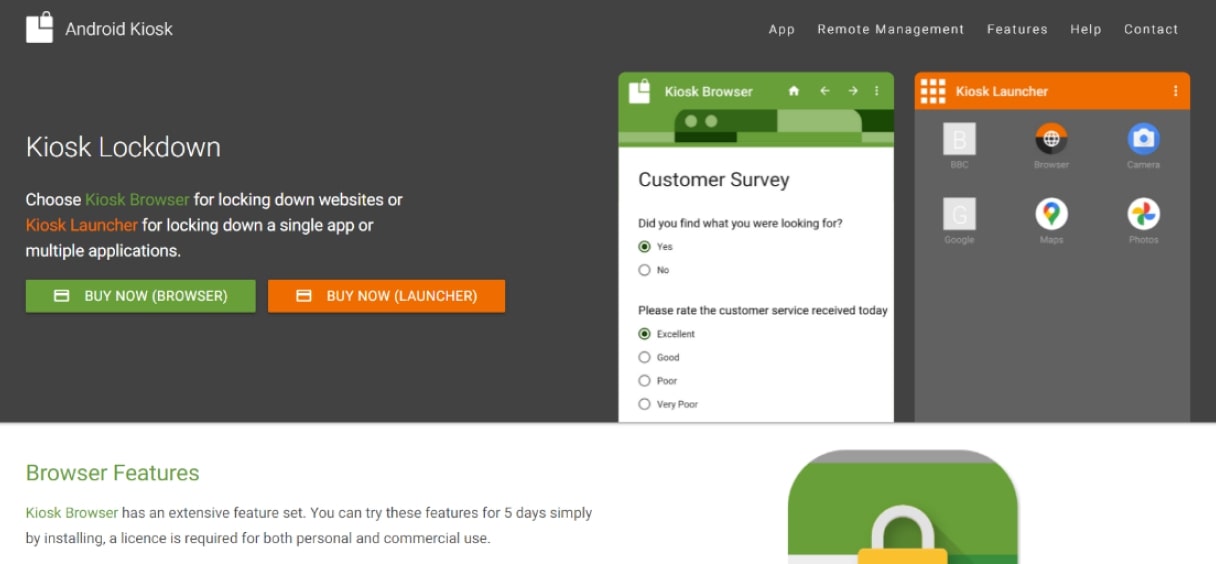 Android Kiosk
App Remote Management Features Help Contact
Kiosk Lockdown
Choose Kiosk Browser for locking down websites or
Kiosk Launcher for locking down a single app or
multiple applications.
BUY NOW (BROWSER)
BUY NOW (LAUNCHER)
Kiosk Browser
Customer Survey
Did you find what you were looking for?
Yes
No
Please rate the customer service received today
Excellent
Good
Poor
Very Poor
Kiosk Launcher
B
BBC
Browser
Camera
G
Google
Maps
Photos
Browser Features
Kiosk Browser has an extensive feature set. You can try these features for 5 days simply
by installing, a licence is required for both personal and commercial use.